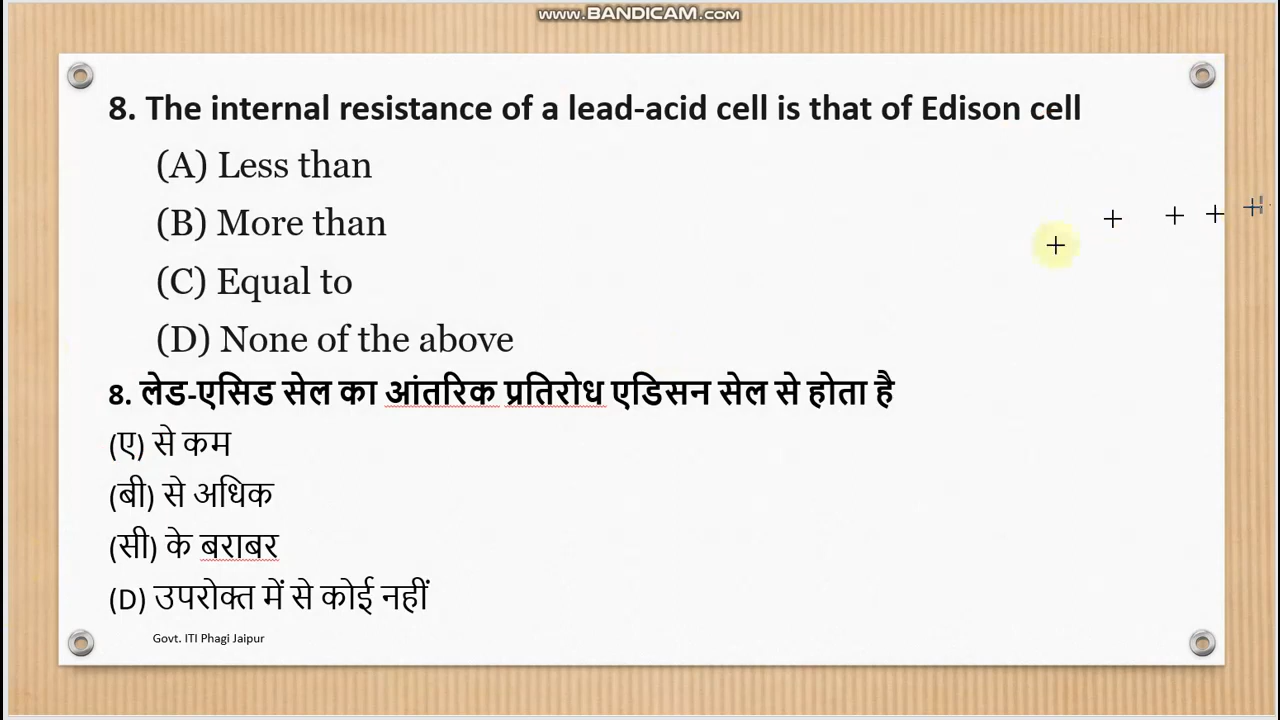 www.BANDICAM.com
8. The internal resistance of a lead-acid cell is that of Edison cell
(A) Less than
(B) More than
(C) Equal to
(D) None of the above
8. लेड-एसिड सेल का आंतरिक प्रतिरोध एडिसन सेल से होता है
(ए) से कम
(बी) से अधिक
(सी) के बराबर
(D) उपरोक्त में से कोई नहीं
Govt. ITI Phagi Jaipur